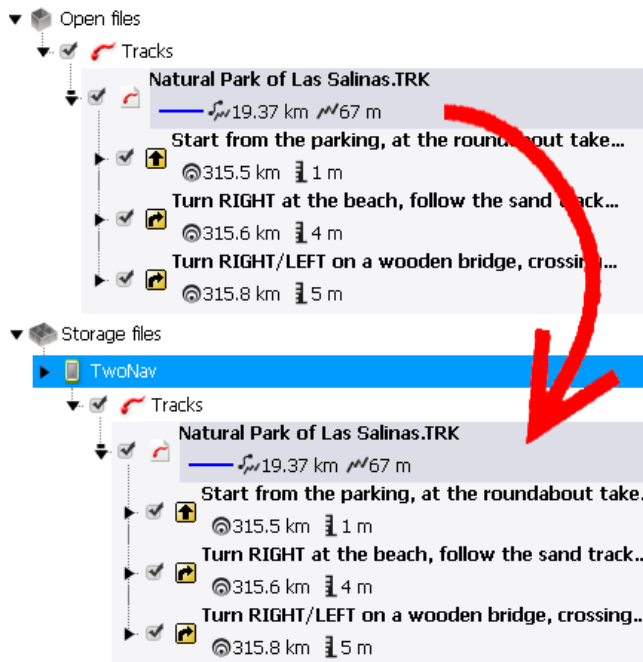 Open files
Tracks
Natural Park of Las Salinas.TRK
19.37 km 67 m
Start from the parking, at the roundabout take...
315.5 km 1 m
Turn RIGHT at the beach, follow the sand track...
315.6 km 4 m
Turn RIGHT/LEFT on a wooden bridge, crossing...
315.8 km 5 m
Storage files
TwoNav
Tracks
Natural Park of Las Salinas.TRK
19.37 km 67 m
Start from the parking, at the roundabout take.
315.5 km 1 m
Turn RIGHT at the beach, follow the sand track..
315.6 km 4 m
Turn RIGHT/LEFT on a wooden bridge, crossing..
315.8 km 5 m